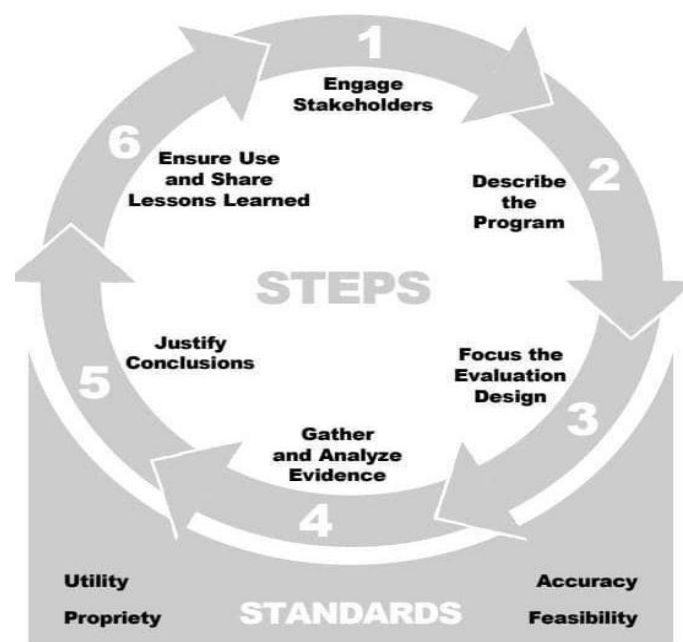 1
Engage
Stakeholders
2
Describe
the
Program
3
Focus the
Evaluation
Design
4
Gather
and Analyze
Evidence
5
Justify
Conclusions
6
Ensure Use
and Share
Lessons Learned
STEPS
Utility
Propriety
STANDARDS
Accuracy
Feasibility